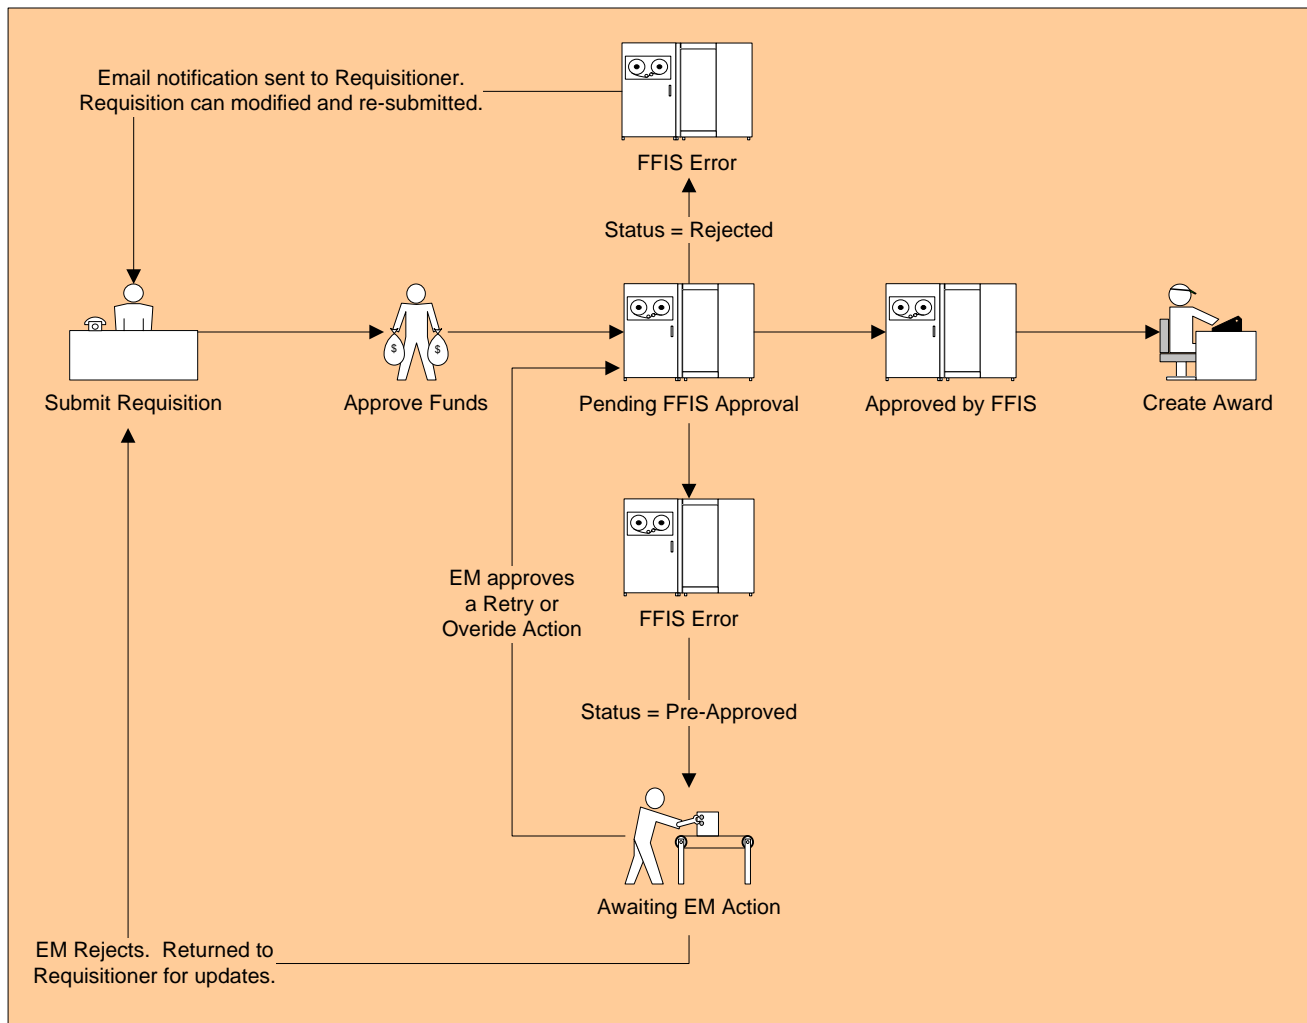 Email notification sent to Requisitioner.
Requisition can modified and re-submitted.
FFIS Error
Status = Rejected
$ $
Submit Requisition
Approve Funds
Pending FFIS Approval
Approved by FFIS
Create Award
EM approves
a Retry or
Overide Action
FFIS Error
Status = Pre-Approved
Awaiting EM Action
EM Rejects.  Returned to
Requisitioner for updates.